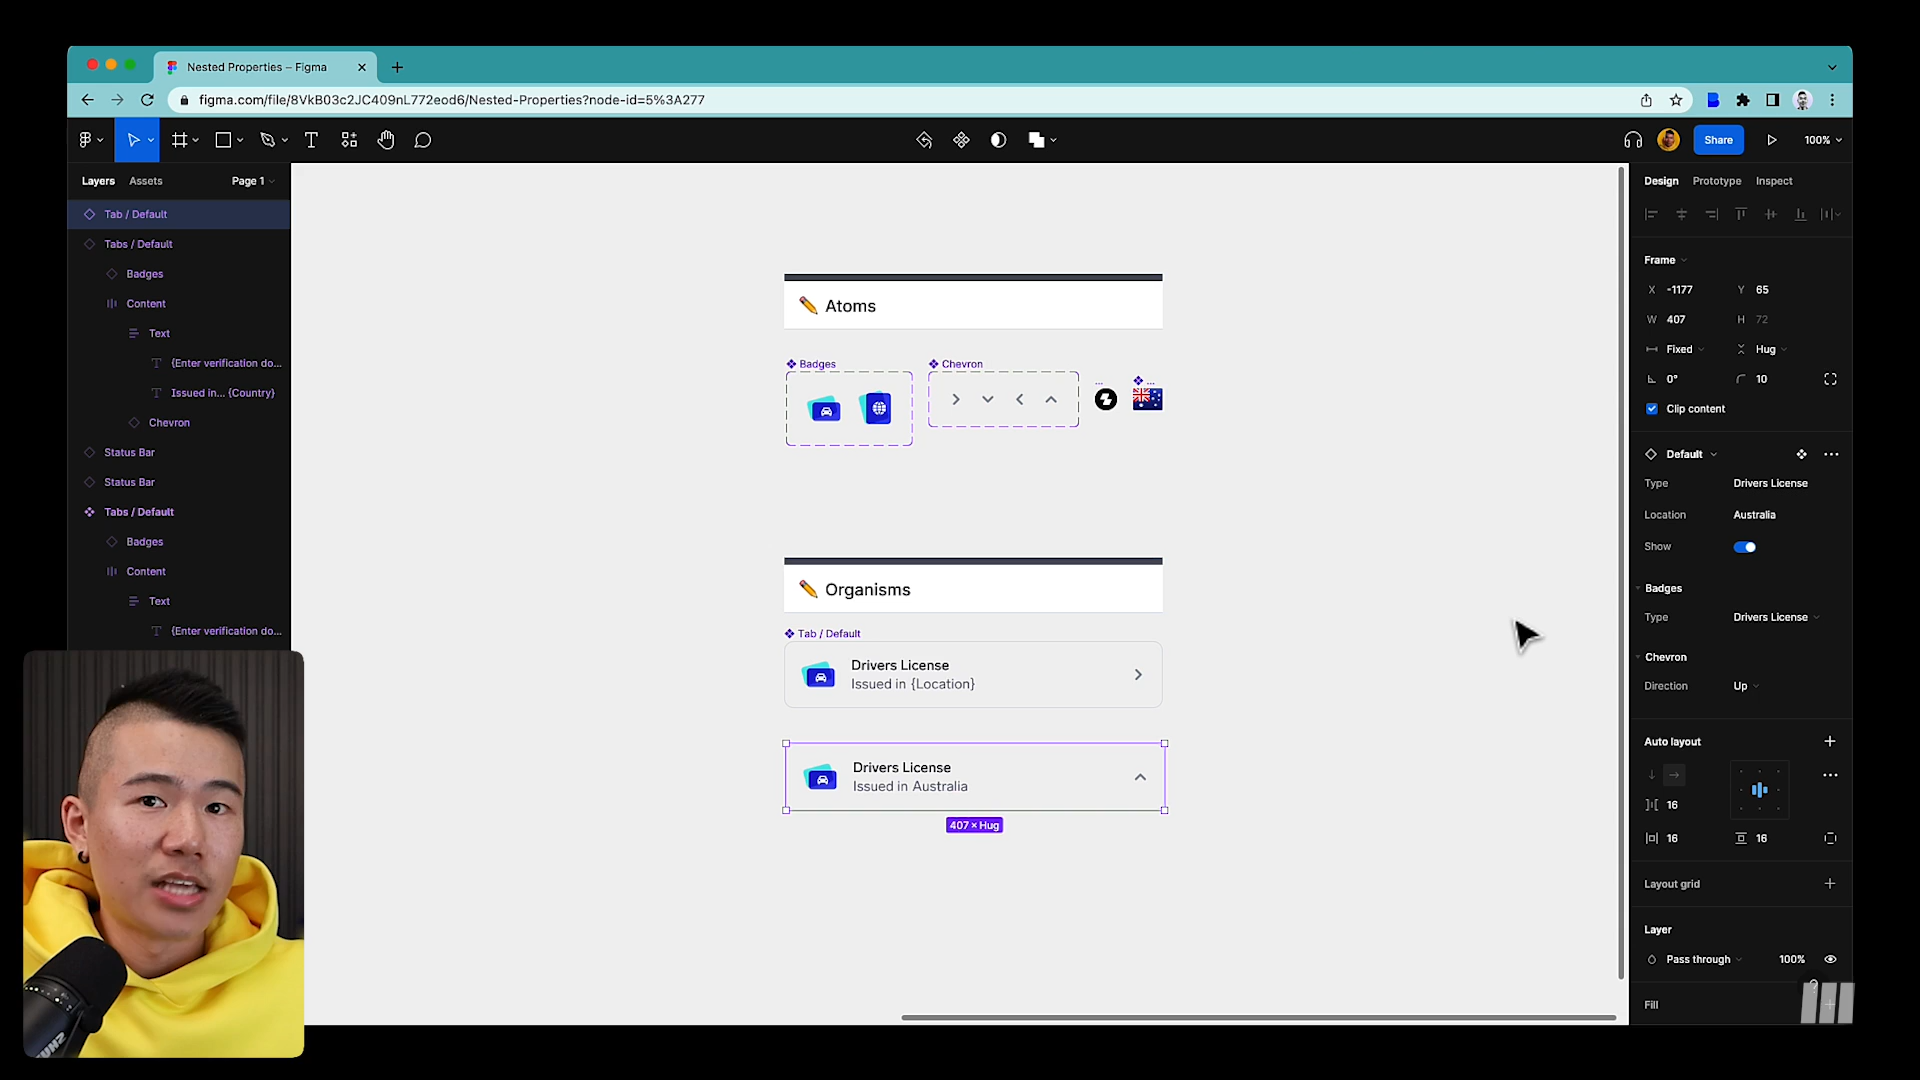 Nested Properties – Figma
figma.com/file/8VkB03c2JC409nL772eod6/Nested-Properties?node-id=5%3A277
Share
100%
Layers
Assets
Page 1
Design
Prototype
Inspect
Tab / Default
Tabs / Default
Badges
Content
Text
{Enter verification do...
Issued in... {Country}
Chevron
Status Bar
Status Bar
Tabs / Default
Badges
Content
Text
{Enter verification do...
Atoms
Badges
Chevron
...
...
Organisms
Tab / Default
Drivers License
Issued in {Location}
Drivers License
Issued in Australia
407 × Hug
Frame
X -1177
Y 65
W 407
H 72
Fixed
Hug
0°
10
Clip content
Default
Type Drivers License
Location Australia
Show
Badges
Type Drivers License
Chevron
Direction Up
Auto layout
16
16
16
Layout grid
Layer
Pass through
100%
Fill
?